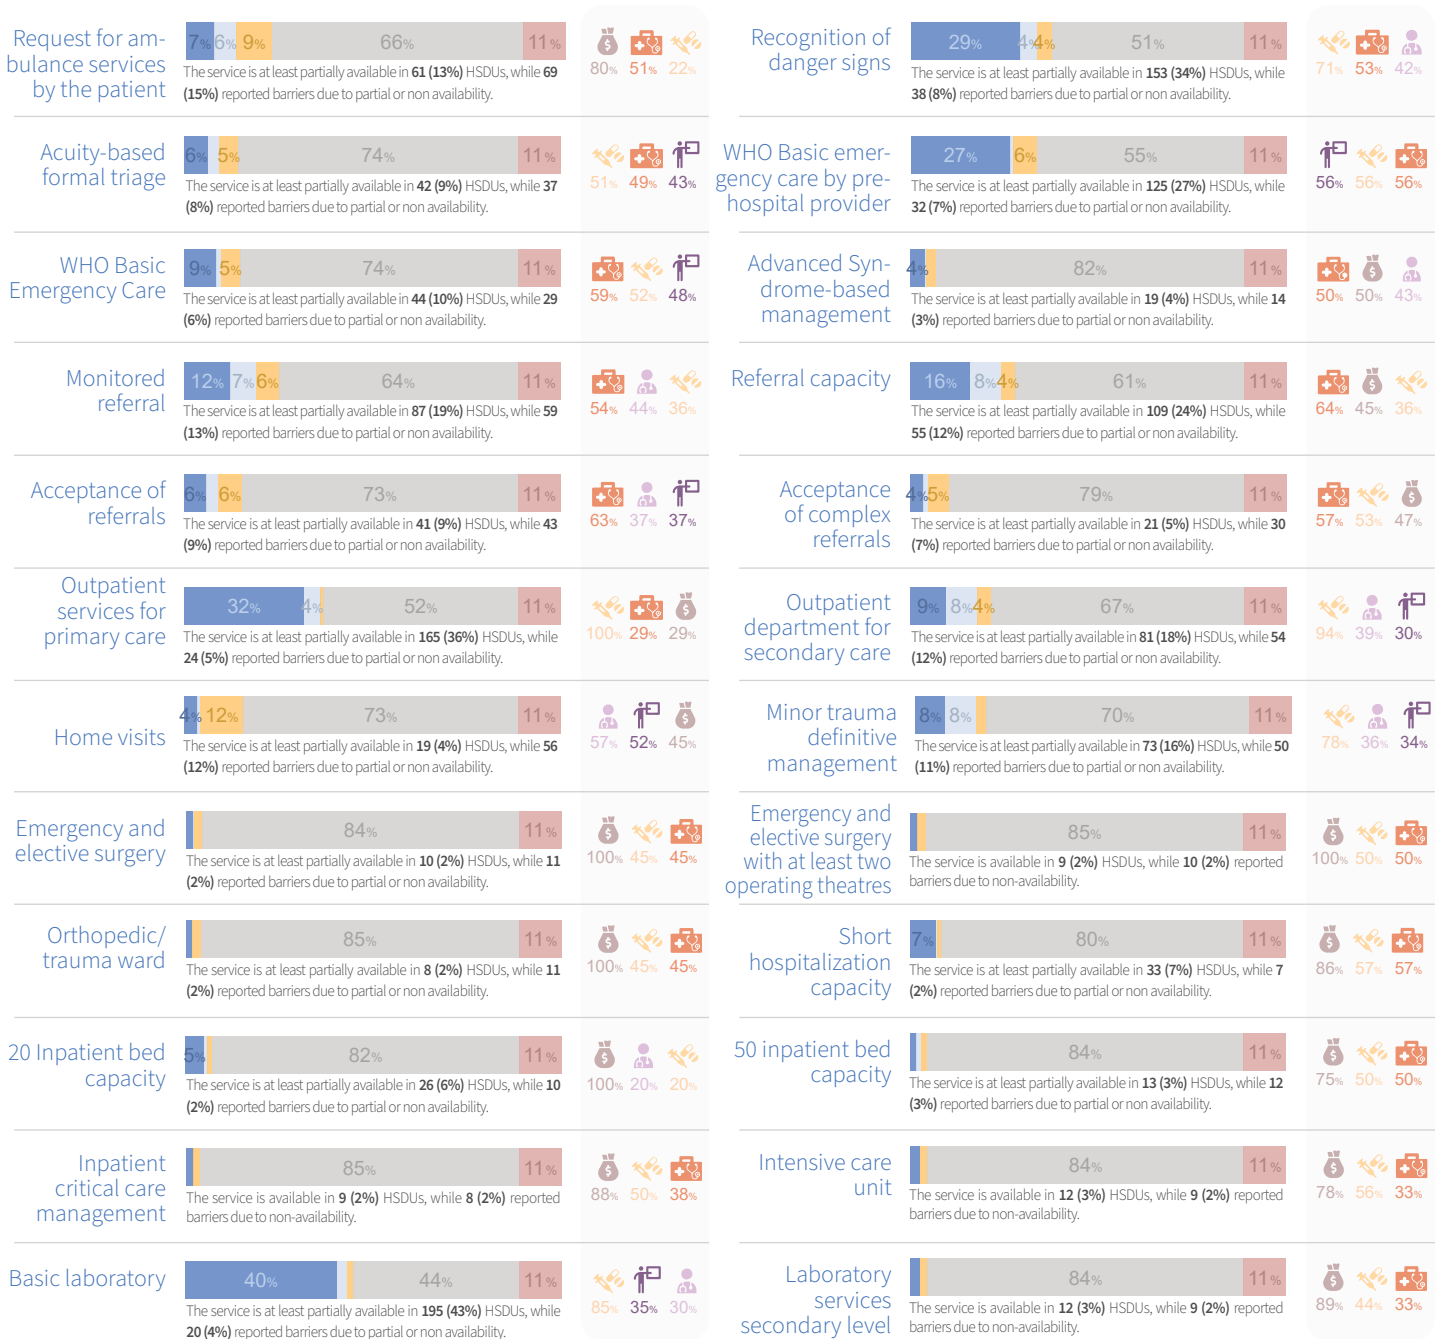 Request for am-
bulance services
by the patient
7% 6% 9% 66% 11%
The service is at least partially available in 61 (13%) HSDUs, while 69
(15%) reported barriers due to partial or non availability.
80% 51% 22%
Recognition of
danger signs
29% 4% 4% 51% 11%
The service is at least partially available in 153 (34%) HSDUs, while
38 (8%) reported barriers due to partial or non availability.
71% 53% 42%
Acuity-based
formal triage
6% 5% 74% 11%
The service is at least partially available in 42 (9%) HSDUs, while 37
(8%) reported barriers due to partial or non availability.
51% 49% 43%
WHO Basic emer-
gency care by pre-
hospital provider
27% 6% 55% 11%
The service is at least partially available in 125 (27%) HSDUs, while
32 (7%) reported barriers due to partial or non availability.
56% 56% 56%
WHO Basic
Emergency Care
9% 5% 74% 11%
The service is at least partially available in 44 (10%) HSDUs, while 29
(6%) reported barriers due to partial or non availability.
59% 52% 48%
Advanced Syn-
drome-based
management
4% 82% 11%
The service is at least partially available in 19 (4%) HSDUs, while 14
(3%) reported barriers due to partial or non availability.
50% 50% 43%
Monitored
referral
12% 7% 6% 64% 11%
The service is at least partially available in 87 (19%) HSDUs, while 59
(13%) reported barriers due to partial or non availability.
54% 44% 36%
Referral capacity
16% 8% 4% 61% 11%
The service is at least partially available in 109 (24%) HSDUs, while
55 (12%) reported barriers due to partial or non availability.
64% 45% 36%
Acceptance of
referrals
6% 6% 73% 11%
The service is at least partially available in 41 (9%) HSDUs, while 43
(9%) reported barriers due to partial or non availability.
63% 37% 37%
Acceptance
of complex
referrals
4% 5% 79% 11%
The service is at least partially available in 21 (5%) HSDUs, while 30
(7%) reported barriers due to partial or non availability.
57% 53% 47%
Outpatient
services for
primary care
32% 4% 52% 11%
The service is at least partially available in 165 (36%) HSDUs, while
24 (5%) reported barriers due to partial or non availability.
100% 29% 29%
Outpatient
department for
secondary care
9% 8% 4% 67% 11%
The service is at least partially available in 81 (18%) HSDUs, while 54
(12%) reported barriers due to partial or non availability.
94% 39% 30%
Home visits
4% 12% 73% 11%
The service is at least partially available in 19 (4%) HSDUs, while 56
(12%) reported barriers due to partial or non availability.
57% 52% 45%
Minor trauma
definitive
management
8% 8% 70% 11%
The service is at least partially available in 73 (16%) HSDUs, while 50
(11%) reported barriers due to partial or non availability.
78% 36% 34%
Emergency and
elective surgery
84% 11%
The service is at least partially available in 10 (2%) HSDUs, while 11
(2%) reported barriers due to partial or non availability.
100% 45% 45%
Emergency and
elective surgery
with at least two
operating theatres
85% 11%
The service is available in 9 (2%) HSDUs, while 10 (2%) reported
barriers due to non-availability.
100% 50% 50%
Orthopedic/
trauma ward
85% 11%
The service is at least partially available in 8 (2%) HSDUs, while 11
(2%) reported barriers due to partial or non availability.
100% 45% 45%
Short
hospitalization
capacity
7% 80% 11%
The service is at least partially available in 33 (7%) HSDUs, while 7
(2%) reported barriers due to partial or non availability.
86% 57% 57%
20 Inpatient bed
capacity
5% 82% 11%
The service is at least partially available in 26 (6%) HSDUs, while 10
(2%) reported barriers due to partial or non availability.
100% 20% 20%
50 inpatient bed
capacity
84% 11%
The service is at least partially available in 13 (3%) HSDUs, while 12
(3%) reported barriers due to partial or non availability.
75% 50% 50%
Inpatient
critical care
management
85% 11%
The service is available in 9 (2%) HSDUs, while 8 (2%) reported
barriers due to non-availability.
88% 50% 38%
Intensive care
unit
84% 11%
The service is available in 12 (3%) HSDUs, while 9 (2%) reported
barriers due to non-availability.
78% 56% 33%
Basic laboratory
40% 44% 11%
The service is at least partially available in 195 (43%) HSDUs, while
20 (4%) reported barriers due to partial or non availability.
85% 35% 30%
Laboratory
services
secondary level
84% 11%
The service is available in 12 (3%) HSDUs, while 9 (2%) reported
barriers due to non-availability.
89% 44% 33%